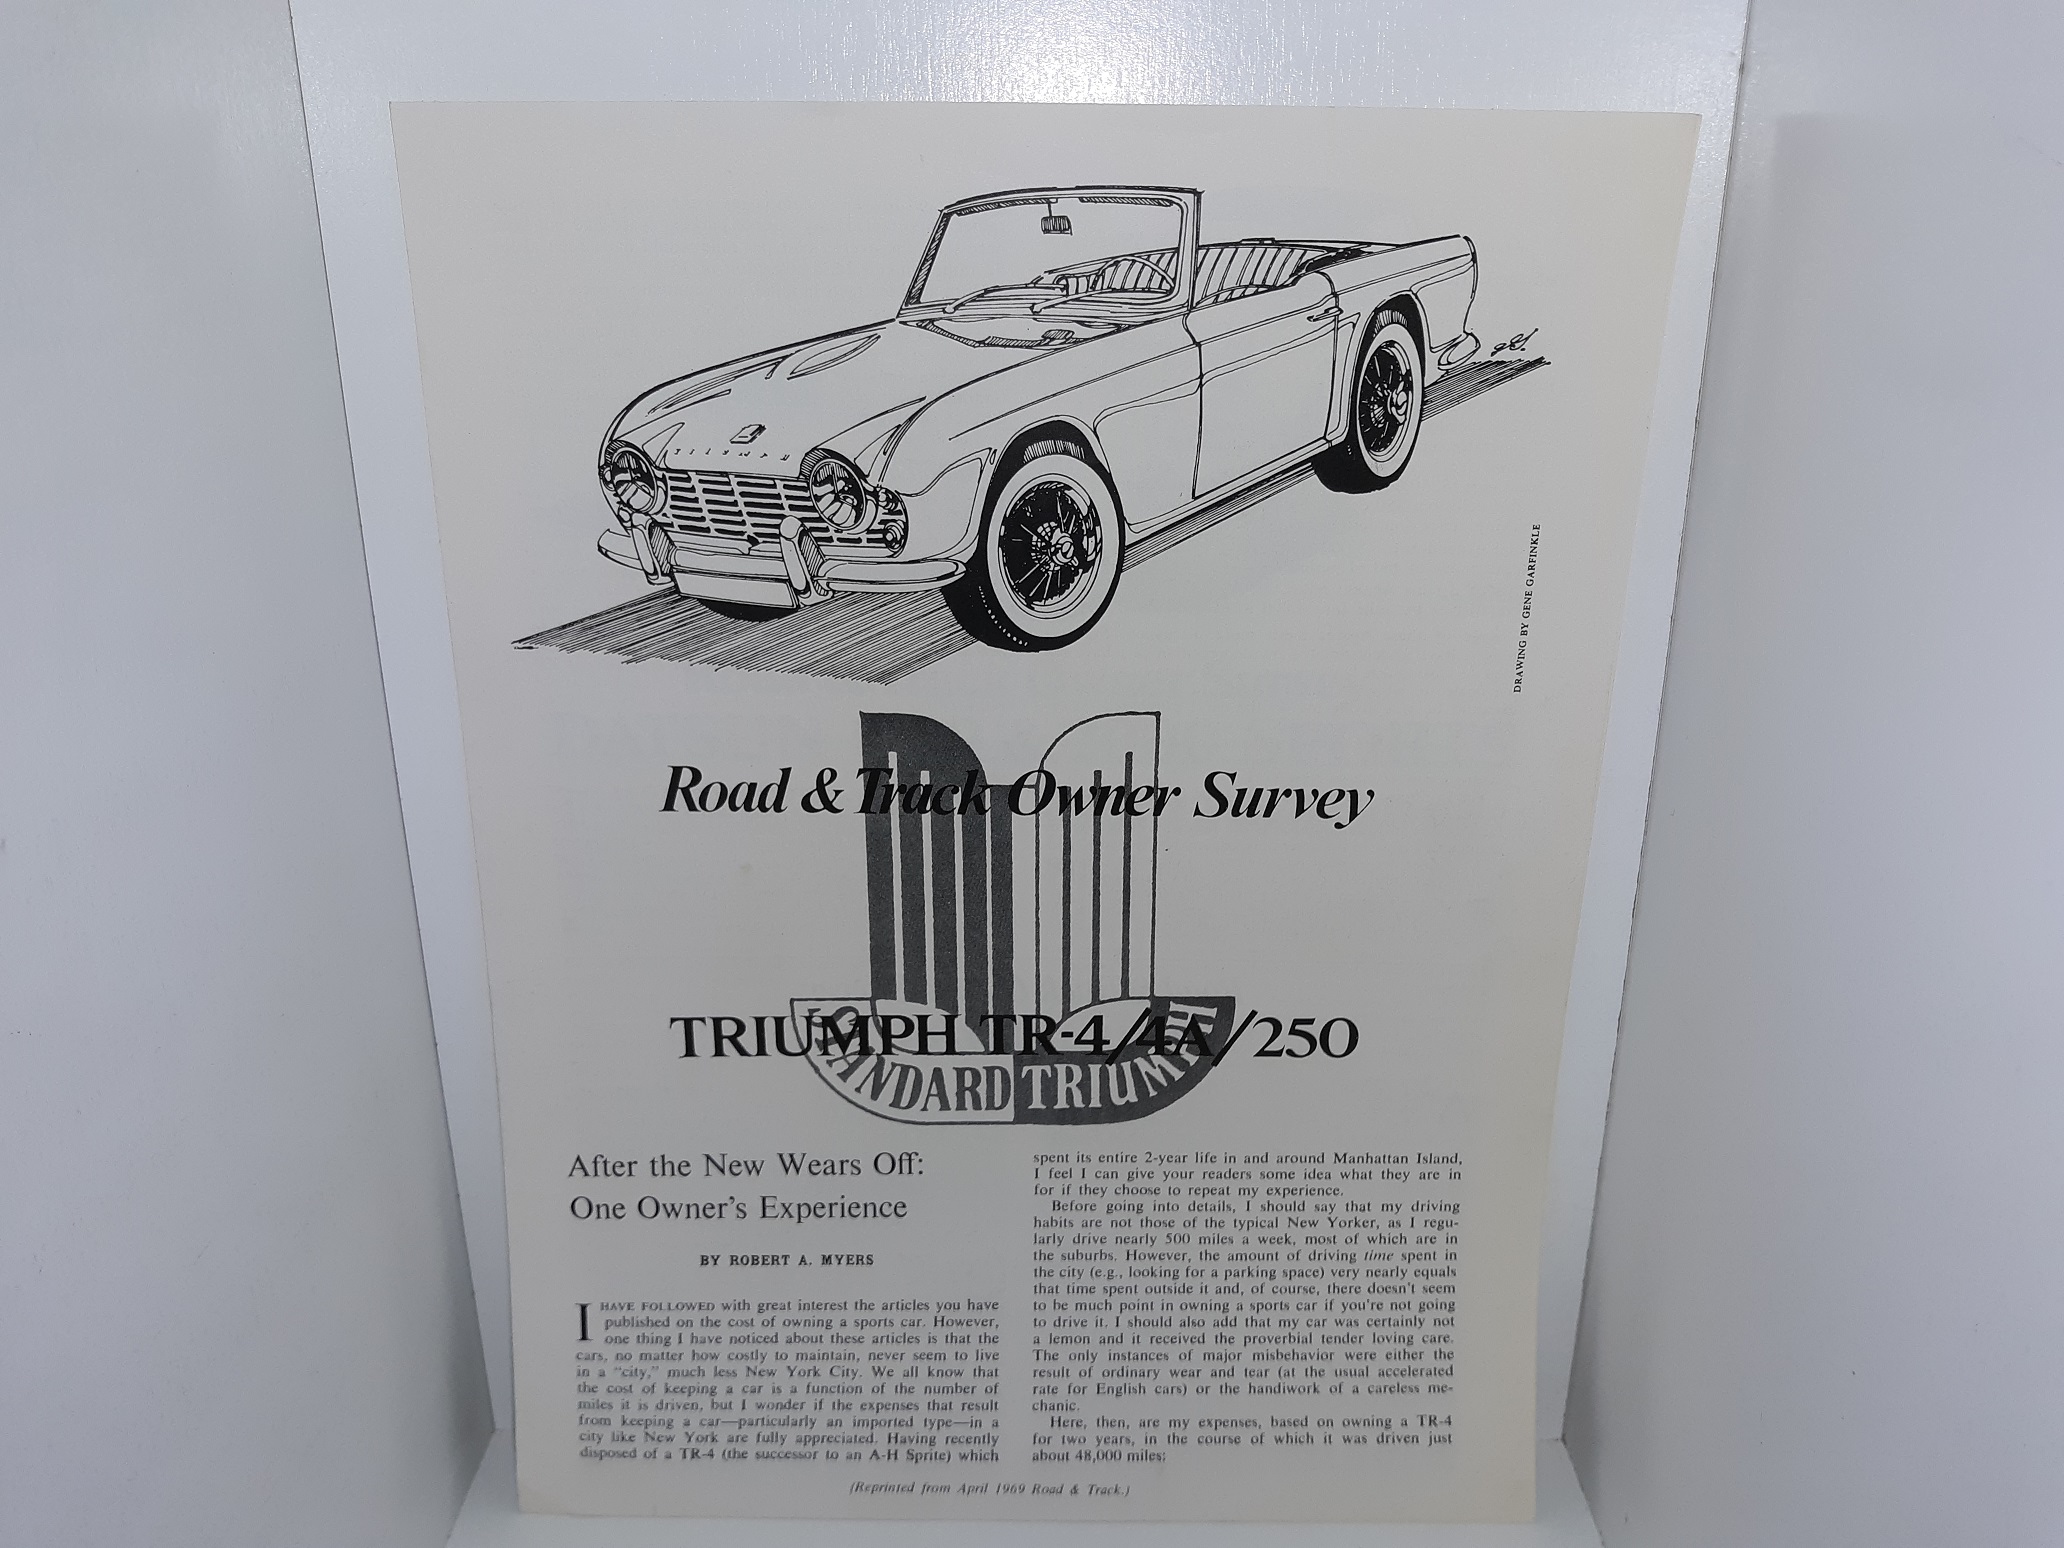 TRIUMPH
gG.
DRAWING BY GENE GARFINKLE
Road & Track Owner Survey
TRIUMPH TR-4/4A/250
STANDARD TRIUMPH
After the New Wears Off:
One Owner's Experience
BY ROBERT A. MYERS
I HAVE FOLLOWED with great interest the articles you have
published on the cost of owning a sports car. However,
one thing I have noticed about these articles is that the
cars, no matter how costly to maintain, never seem to live
in a "city," much less New York City. We all know that
the cost of keeping a car is a function of the number of
miles it is driven, but I wonder if the expenses that result
from keeping a car—particularly an imported type—in a
city like New York are fully appreciated. Having recently
disposed of a TR-4 (the successor to an A-H Sprite) which
spent its entire 2-year life in and around Manhattan Island,
I feel I can give your readers some idea what they are in
for if they choose to repeat my experience.
Before going into details, I should say that my driving
habits are not those of the typical New Yorker, as I regu-
larly drive nearly 500 miles a week, most of which are in
the suburbs. However, the amount of driving time spent in
the city (e.g., looking for a parking space) very nearly equals
that time spent outside it and, of course, there doesn't seem
to be much point in owning a sports car if you're not going
to drive it. I should also add that my car was certainly not
a lemon and it received the proverbial tender loving care.
The only instances of major misbehavior were either the
result of ordinary wear and tear (at the usual accelerated
rate for English cars) or the handiwork of a careless me-
chanic.
Here, then, are my expenses, based on owning a TR-4
for two years, in the course of which it was driven just
about 48,000 miles:
(Reprinted from April 1969 Road & Track.)